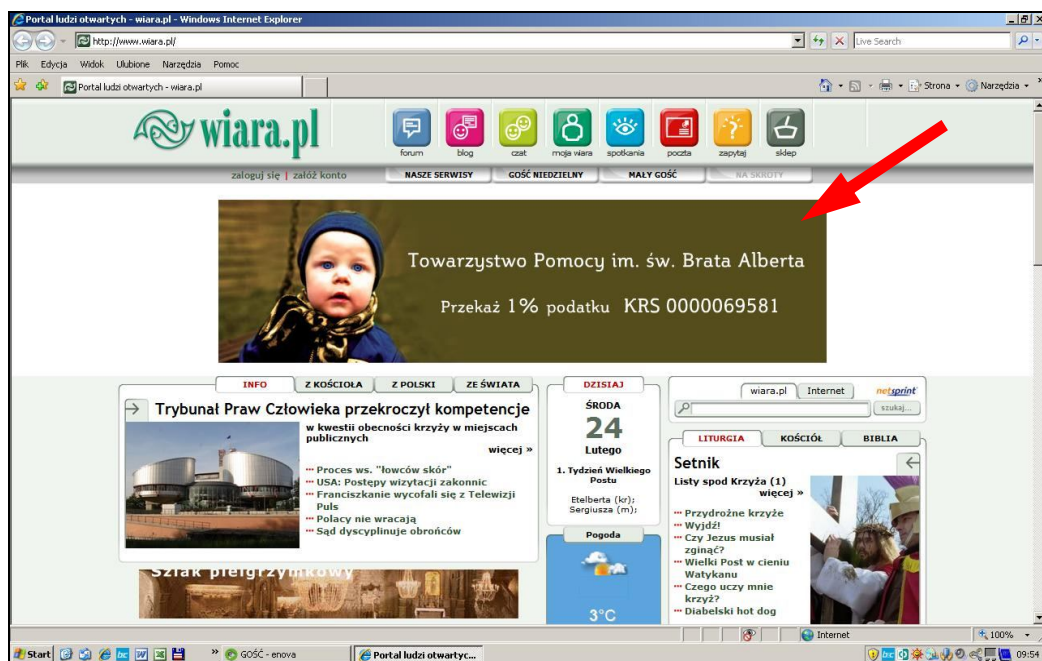 Portal ludzi otwartych - wiara.pl - Windows Internet Explorer
http://www.wiara.pl/
Live Search
Plik Edycja Widok Ulubione Narzędzia Pomoc
Portal ludzi otwartych - wiara.pl
Strona Narzędzia
wiara.pl
forum blog czat moja wiara spotkania poczta zapytaj sklep
zaloguj się | załóż konto
NASZE SERWISY GOŚĆ NIEDZIELNY MAŁY GOŚĆ NA SKRÓTY
Towarzystwo Pomocy im. św. Brata Alberta
Przekaż 1% podatku KRS 0000069581
INFO Z KOŚCIOŁA Z POLSKI ZE ŚWIATA
Trybunał Praw Człowieka przekroczył kompetencje
w kwestii obecności krzyży w miejscach
publicznych
więcej »
Proces ws. "łowców skór"
USA: Postępy wizytacji zakonnic
Franciszkanie wycofali się z Telewizji
Puls
Polacy nie wracają
Sąd dyscyplinuje obrońców
Szlak pielgrzymkowy
DZISIAJ
ŚRODA
24
Lutego
1. Tydzień Wielkiego
Postu
Etelberta (kr);
Sergiusza (m);
Pogoda
3°C
wiara.pl Internet netsprint
szukaj...
LITURGIA KOŚCIÓŁ BIBLIA
Setnik
Listy spod Krzyża (1)
więcej »
Przydrożne krzyże
Wyjdź!
Czy Jezus musiał
zginąć?
Wielki Post w cieniu
Watykanu
Czego uczy mnie
krzyż?
Diabelski hot dog
Internet 100%
Start GOŚĆ - enova Portal ludzi otwartyc... 09:54